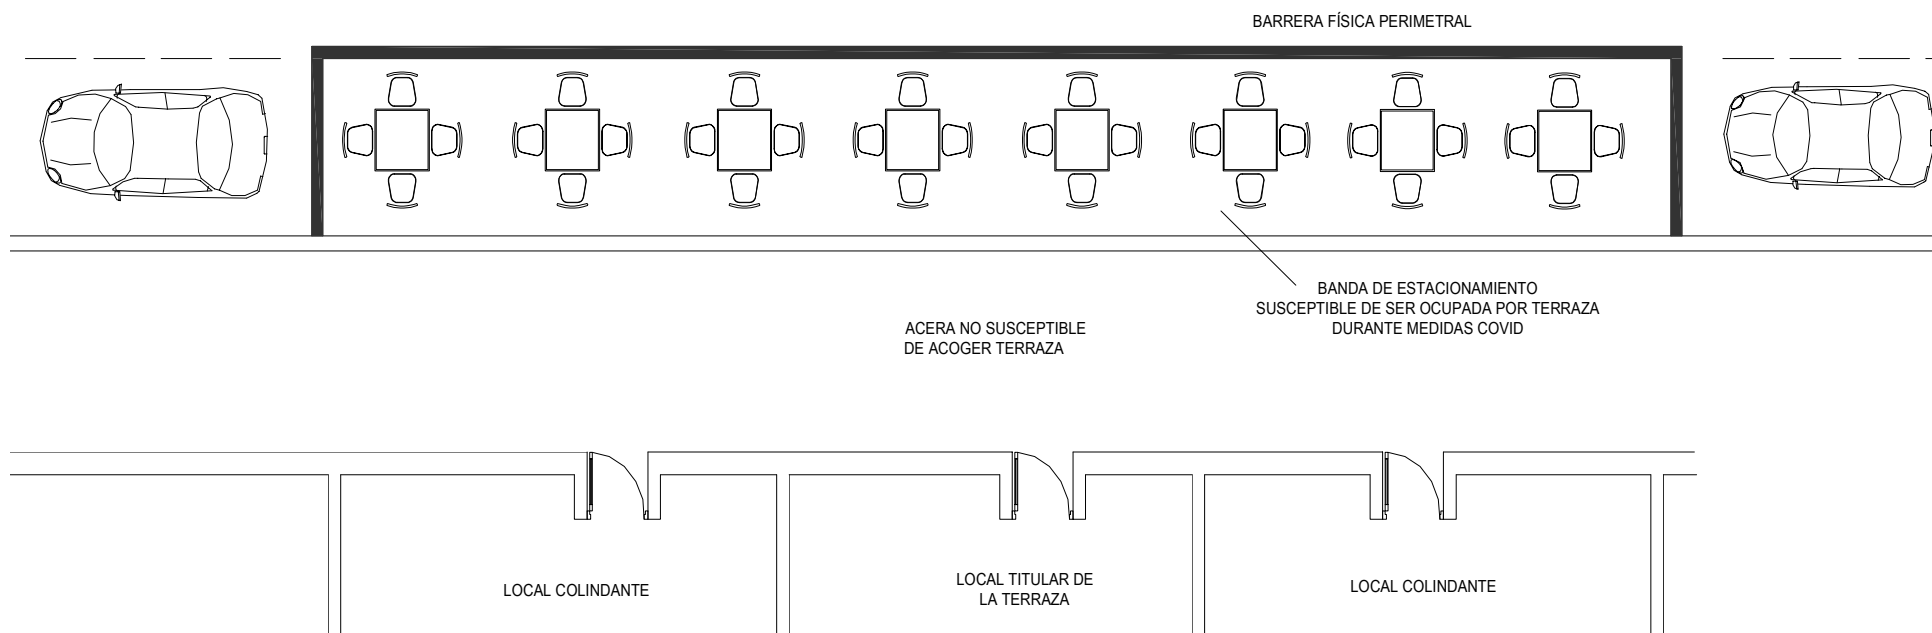 BARRERA FÍSICA PERIMETRAL
BANDA DE ESTACIONAMIENTO
SUSCEPTIBLE DE SER OCUPADA POR TERRAZA
DURANTE MEDIDAS COVID
ACERA NO SUSCEPTIBLE
DE ACOGER TERRAZA
LOCAL COLINDANTE
LOCAL TITULAR DE
LA TERRAZA
LOCAL COLINDANTE